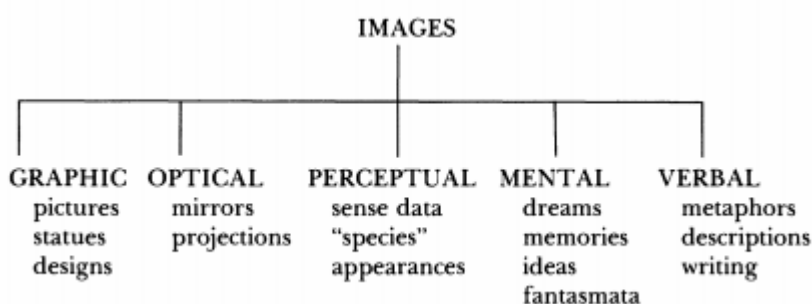 IMAGES
GRAPHIC OPTICAL PERCEPTUAL MENTAL VERBAL
pictures mirrors sense data dreams metaphors
statues projections "species" memories descriptions
designs appearances ideas writing
fantasmata